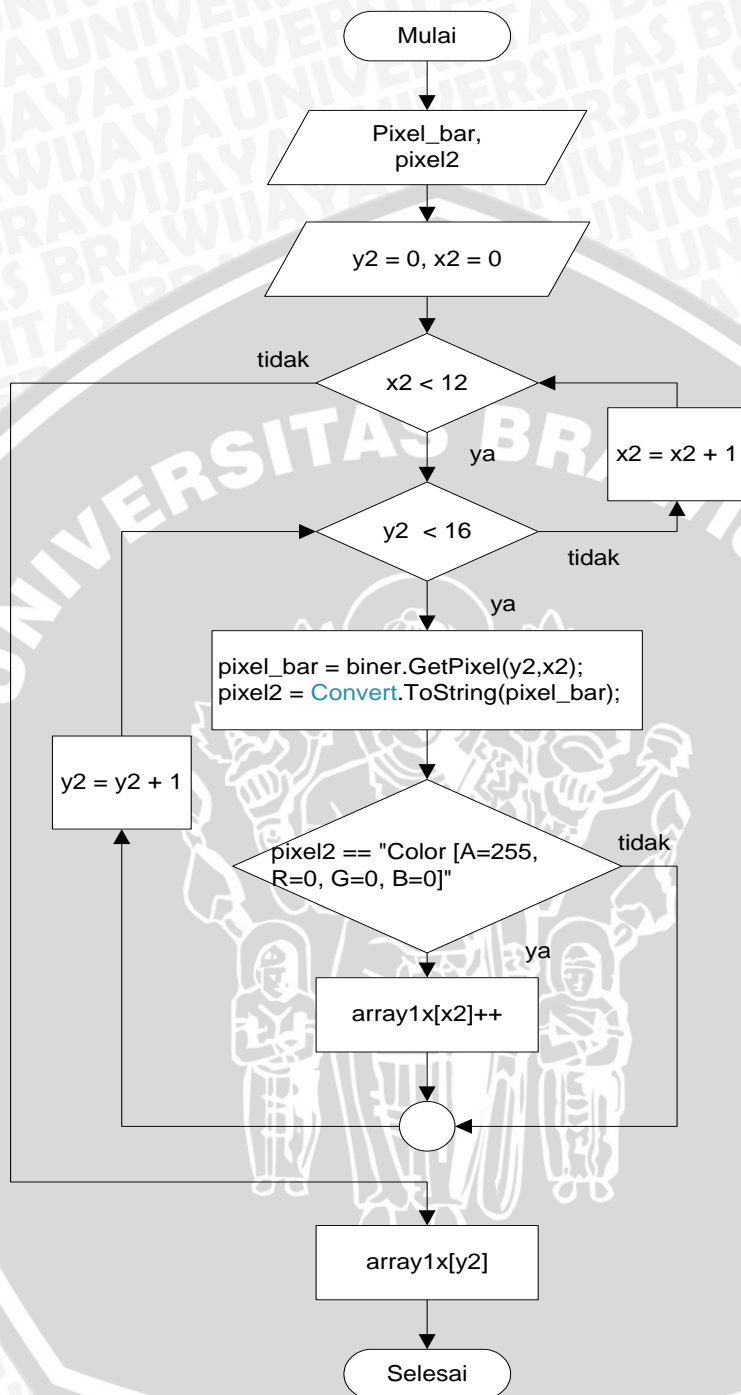 Mulai
Pixel_bar,
pixel2
y2 = 0, x2 = 0
tidak
x2 < 12
ya
x2 = x2 + 1
y2 < 16
tidak
ya
pixel_bar = biner.GetPixel(y2,x2);
pixel2 = Convert.ToString(pixel_bar);
y2 = y2 + 1
pixel2 == "Color [A=255,
R=0, G=0, B=0]"
tidak
ya
array1x[x2]++
array1x[y2]
Selesai
UNIVERSITAS BRAWIJAYA